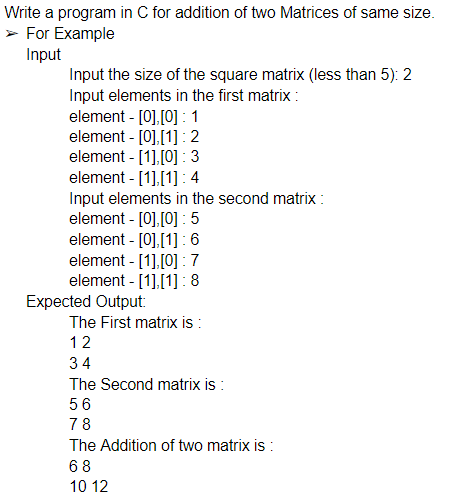 Write a program in C for addition of two Matrices of same size.
➢ For Example
Input
Input the size of the square matrix (less than 5): 2
Input elements in the first matrix :
element - [0],[0] : 1
element - [0],[1] : 2
element - [1],[0] : 3
element - [1],[1] : 4
Input elements in the second matrix :
element - [0],[0] : 5
element - [0],[1] : 6
element - [1],[0] : 7
element - [1],[1] : 8
Expected Output:
The First matrix is :
1 2
3 4
The Second matrix is :
5 6
7 8
The Addition of two matrix is :
6 8
10 12